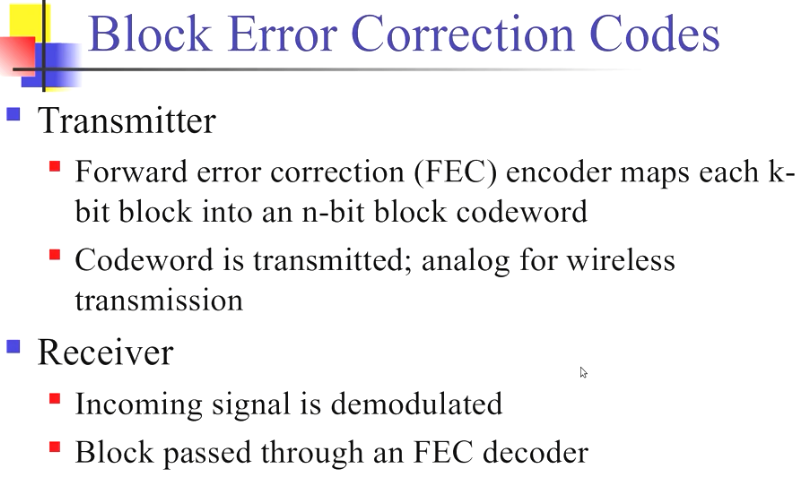 Block Error Correction Codes
Transmitter
Forward error correction (FEC) encoder maps each k-
bit block into an n-bit block codeword
Codeword is transmitted; analog for wireless
transmission
Receiver
Incoming signal is demodulated
Block passed through an FEC decoder